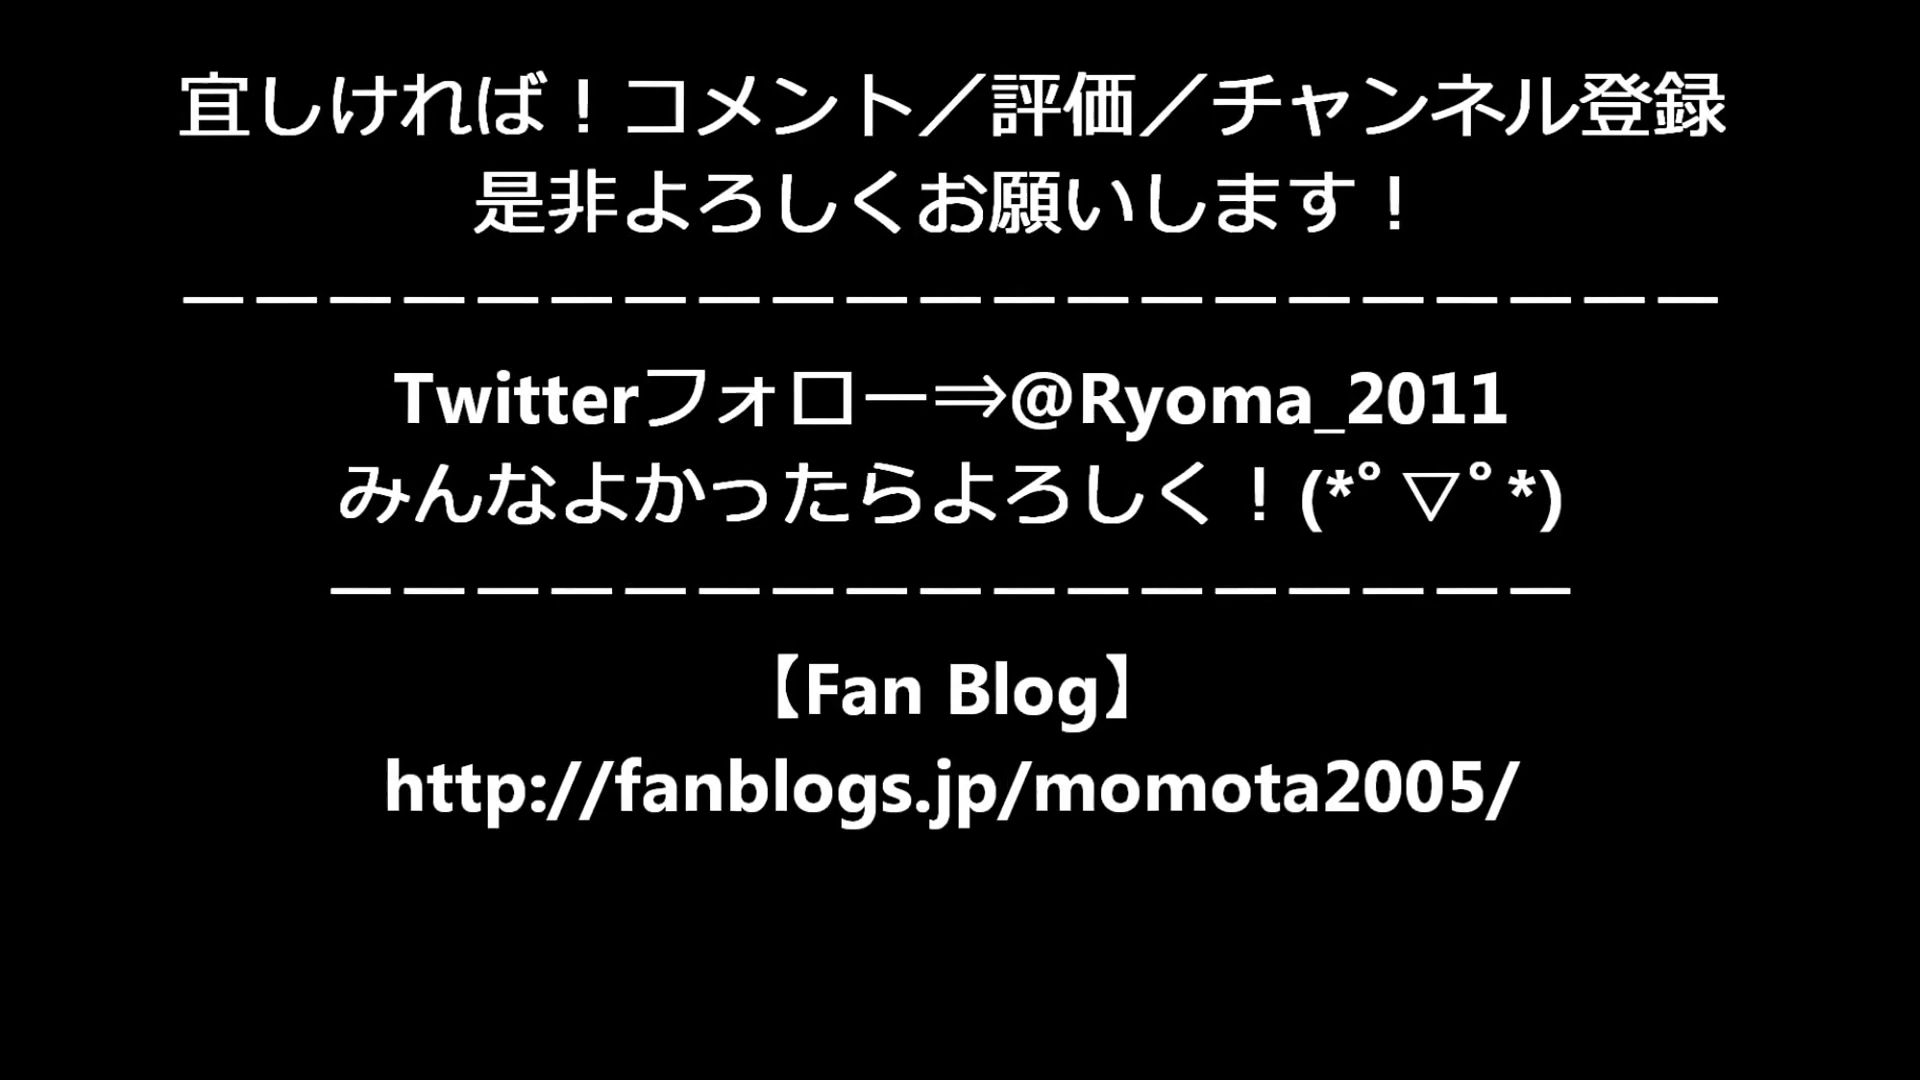 宜しければ！コメント／評価／チャンネル登録
是非よろしくお願いします！
ーーーーーーーーーーーーーーーーーーーーー
Twitterフォロー⇒@Ryoma_2011
みんなよかったらよろしく！(*ﾟ▽ﾟ*)
ーーーーーーーーーーーーーーーーー
【Fan Blog】
http://fanblogs.jp/momota2005/